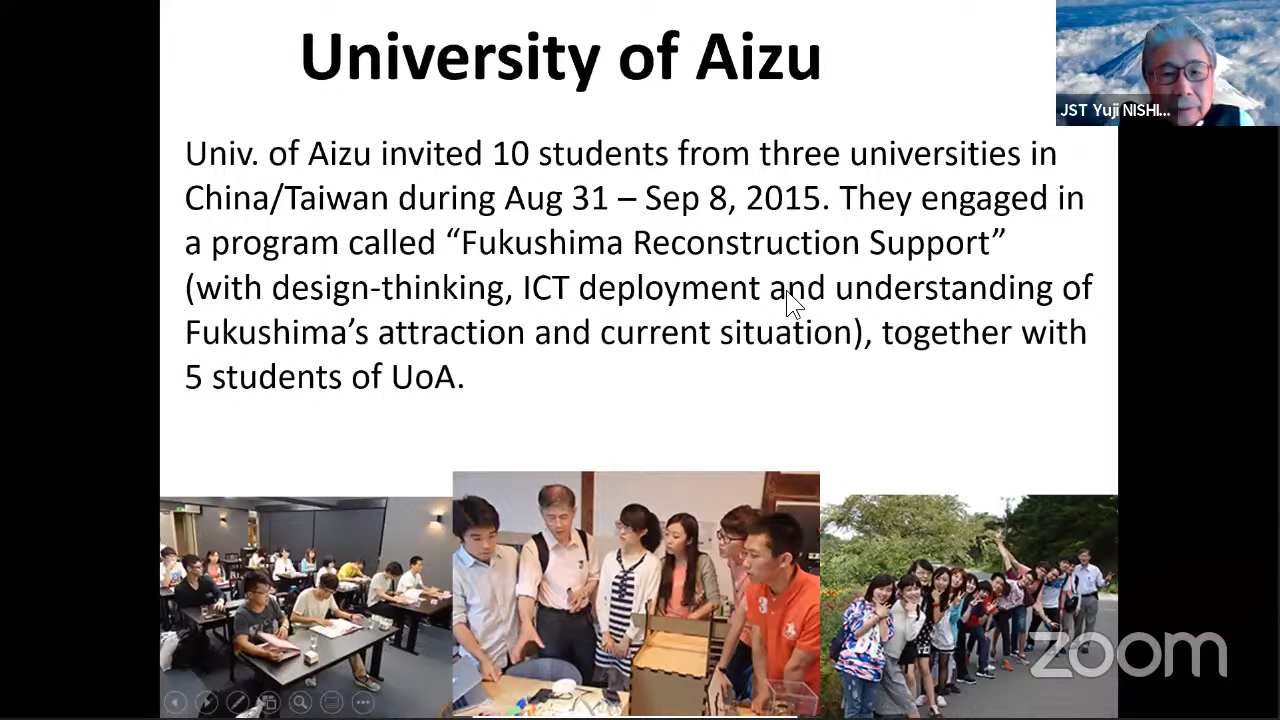 University of Aizu
JST Yuji NISHI...
Univ. of Aizu invited 10 students from three universities in
China/Taiwan during Aug 31 – Sep 8, 2015. They engaged in
a program called “Fukushima Reconstruction Support”
(with design-thinking, ICT deployment and understanding of
Fukushima’s attraction and current situation), together with
5 students of UoA.
3
zoom